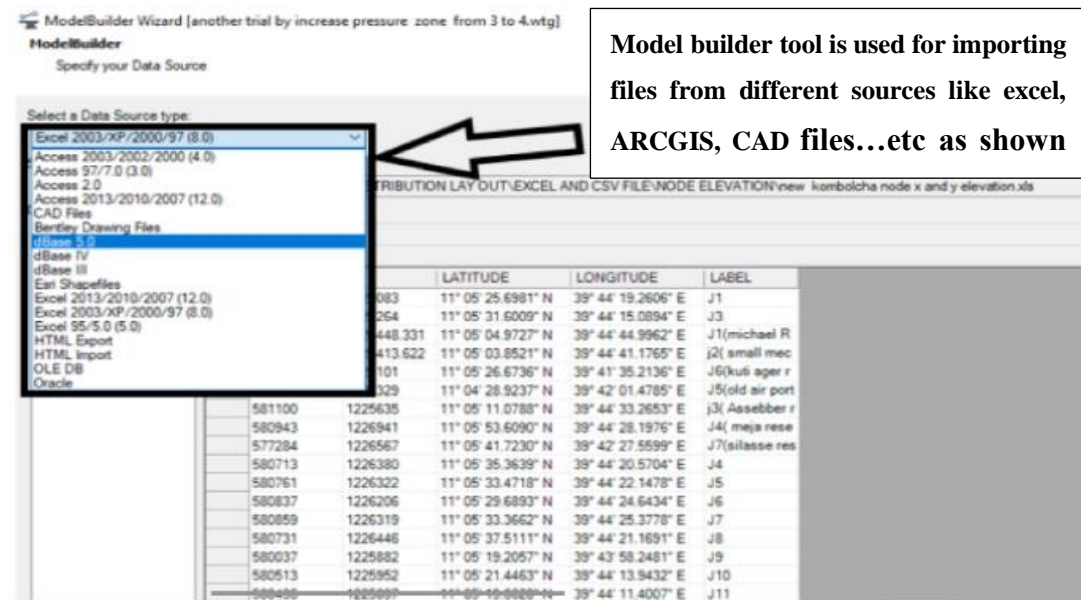 ModelBuilder Wizard [another trial by increase pressure zone from 3 to 4.wtg]
ModelBuilder
Specify your Data Source
Model builder tool is used for importing
files from different sources like excel,
ARCGIS, CAD files...etc as shown
Select a Data Source type:
Excel 2003/XP/2000/97 (8.0)
Access 2003/2002/2000 (4.0)
Access 97/7.0 (3.0)
Access 2.0
Access 2013/2010/2007 (12.0)
CAD Files
Bentley Drawing Files
dBase 5.0
dBase IV
dBase III
Esri Shapefiles
Excel 2013/2010/2007 (12.0)
Excel 2003/XP/2000/97 (8.0)
Excel 95/5.0 (5.0)
HTML Export
HTML Import
OLE DB
Oracle
TRIBUTION LAY OUT\EXCEL AND CSV FILE\NODE ELEVATION\new kombolcha node x and y elevation.xls
LATITUDE LONGITUDE LABEL
083 11° 05' 25.6981" N 39° 44' 19.2606" E J1
264 11° 05' 31.6009" N 39° 44' 15.0894" E J3
448.331 11° 05' 04.9727" N 39° 44' 44.9962" E J1(michael R
413.622 11° 05' 03.8521" N 39° 44' 41.1765" E j2( small mec
101 11° 05' 26.6736" N 39° 41' 35.2136" E J6(kuti ager r
329 11° 04' 28.9237" N 39° 42' 01.4785" E J5(old air port
581100 1225635 11° 05' 11.0788" N 39° 44' 33.2653" E j3( Assebber r
580943 1226941 11° 05' 53.6090" N 39° 44' 28.1976" E J4( meja rese
577284 1226567 11° 05' 41.7230" N 39° 42' 27.5599" E J7(silasse res
580713 1226380 11° 05' 35.3639" N 39° 44' 20.5704" E J4
580761 1226322 11° 05' 33.4718" N 39° 44' 22.1478" E J5
580837 1226206 11° 05' 29.6893" N 39° 44' 24.6434" E J6
580859 1226319 11° 05' 33.3662" N 39° 44' 25.3778" E J7
580731 1226446 11° 05' 37.5111" N 39° 44' 21.1691" E J8
580037 1225882 11° 05' 19.2057" N 39° 43' 58.2481" E J9
580513 1225952 11° 05' 21.4463" N 39° 44' 13.9432" E J10
39° 44' 11.4007" E J11